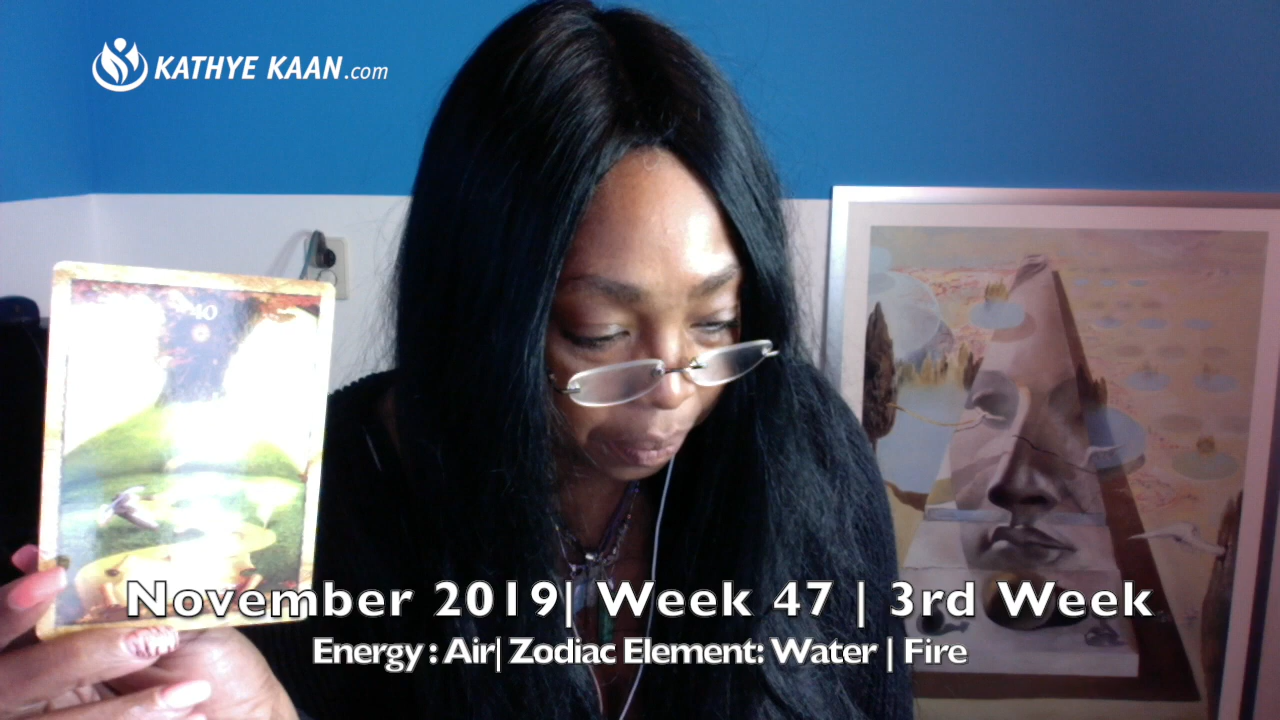 KATHYE KAAN.com
40
November 2019| Week 47 | 3rd Week
Energy : Air| Zodiac Element: Water | Fire